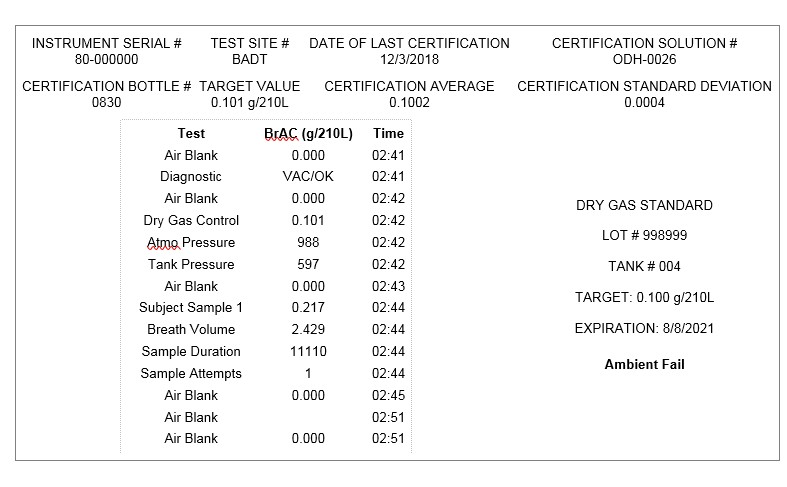 INSTRUMENT SERIAL # TEST SITE # DATE OF LAST CERTIFICATION CERTIFICATION SOLUTION #
80-000000 BADT 12/3/2018 ODH-0026
CERTIFICATION BOTTLE # TARGET VALUE CERTIFICATION AVERAGE CERTIFICATION STANDARD DEVIATION
0830 0.101 g/210L 0.1002 0.0004
Test BrAC (g/210L) Time
Air Blank 0.000 02:41
Diagnostic VAC/OK 02:41
Air Blank 0.000 02:42
Dry Gas Control 0.101 02:42
Atmo Pressure 988 02:42
Tank Pressure 597 02:42
Air Blank 0.000 02:43
Subject Sample 1 0.217 02:44
Breath Volume 2.429 02:44
Sample Duration 11110 02:44
Sample Attempts 1 02:44
Air Blank 0.000 02:45
Air Blank 02:51
Air Blank 0.000 02:51
DRY GAS STANDARD
LOT # 998999
TANK # 004
TARGET: 0.100 g/210L
EXPIRATION: 8/8/2021
Ambient Fail